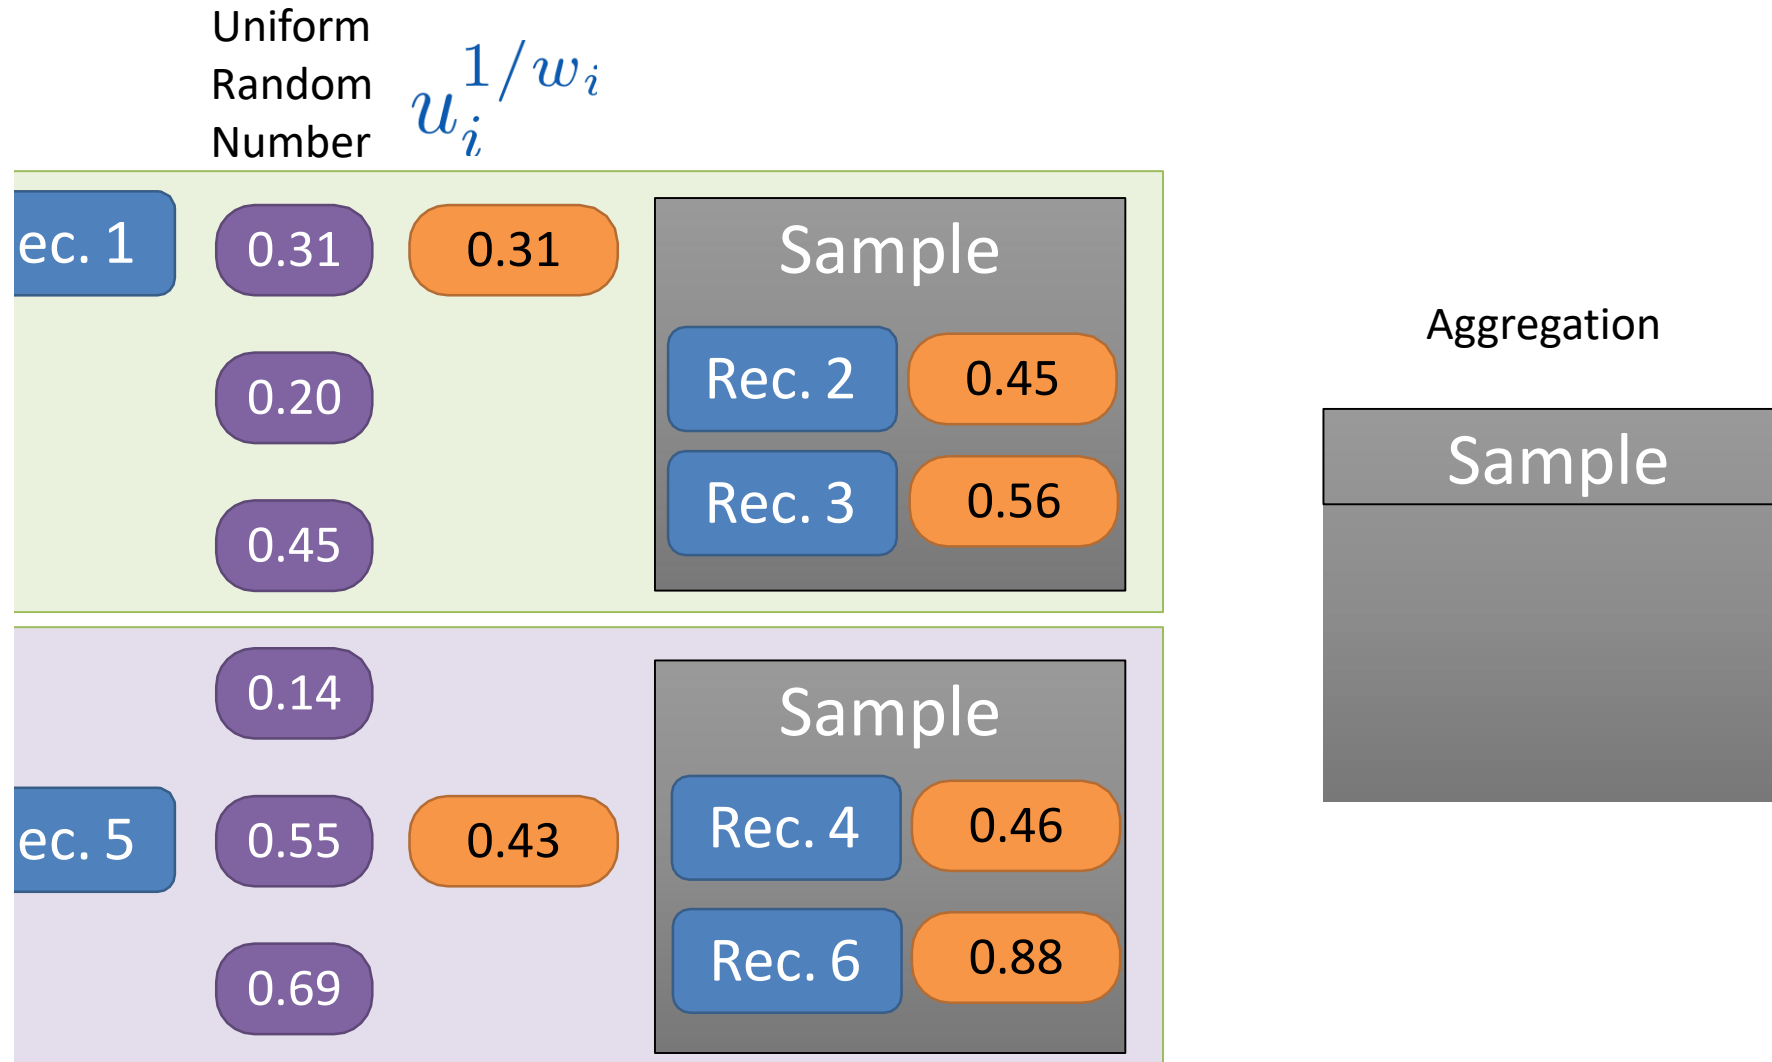 Uniform
Random
Number
u_i^{1/w_i}
ec. 1
0.31
0.31
Sample
0.20
Rec. 2
0.45
0.45
Rec. 3
0.56
Aggregation
Sample
0.14
Sample
ec. 5
0.55
0.43
Rec. 4
0.46
0.69
Rec. 6
0.88